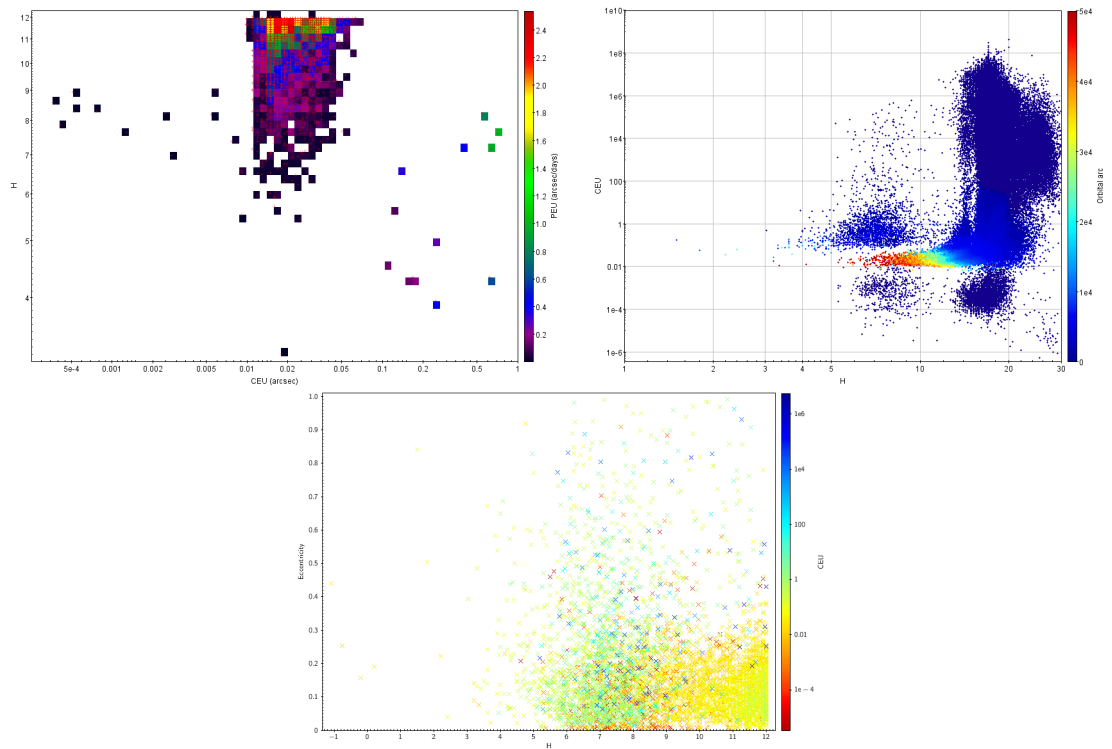 12
11
10
9
8
7
6
5
4
H
5e-4 0.001 0.002 0.005 0.01 0.02 0.05 0.1 0.2 0.5 1
CEU (arcsec)
2.4
2.2
2.0
1.8
1.6
1.4
1.2
1.0
0.8
0.6
0.4
0.2
PEU (arcsec/days)
1e10
1e8
1e6
1e4
100
1
0.01
1e-4
1e-6
CEU
1 2 3 4 10 20 30
H
5e4
4e4
3e4
2e4
1e4
0
Orbital arc
1.0
0.9
0.8
0.7
0.6
0.5
0.4
0.3
0.2
0.1
0
Eccentricity
−1 0 1 2 3 4 5 6 7 8 9 10 11 12
H
1e6
1e4
100
1
0.01
1e−4
CEU